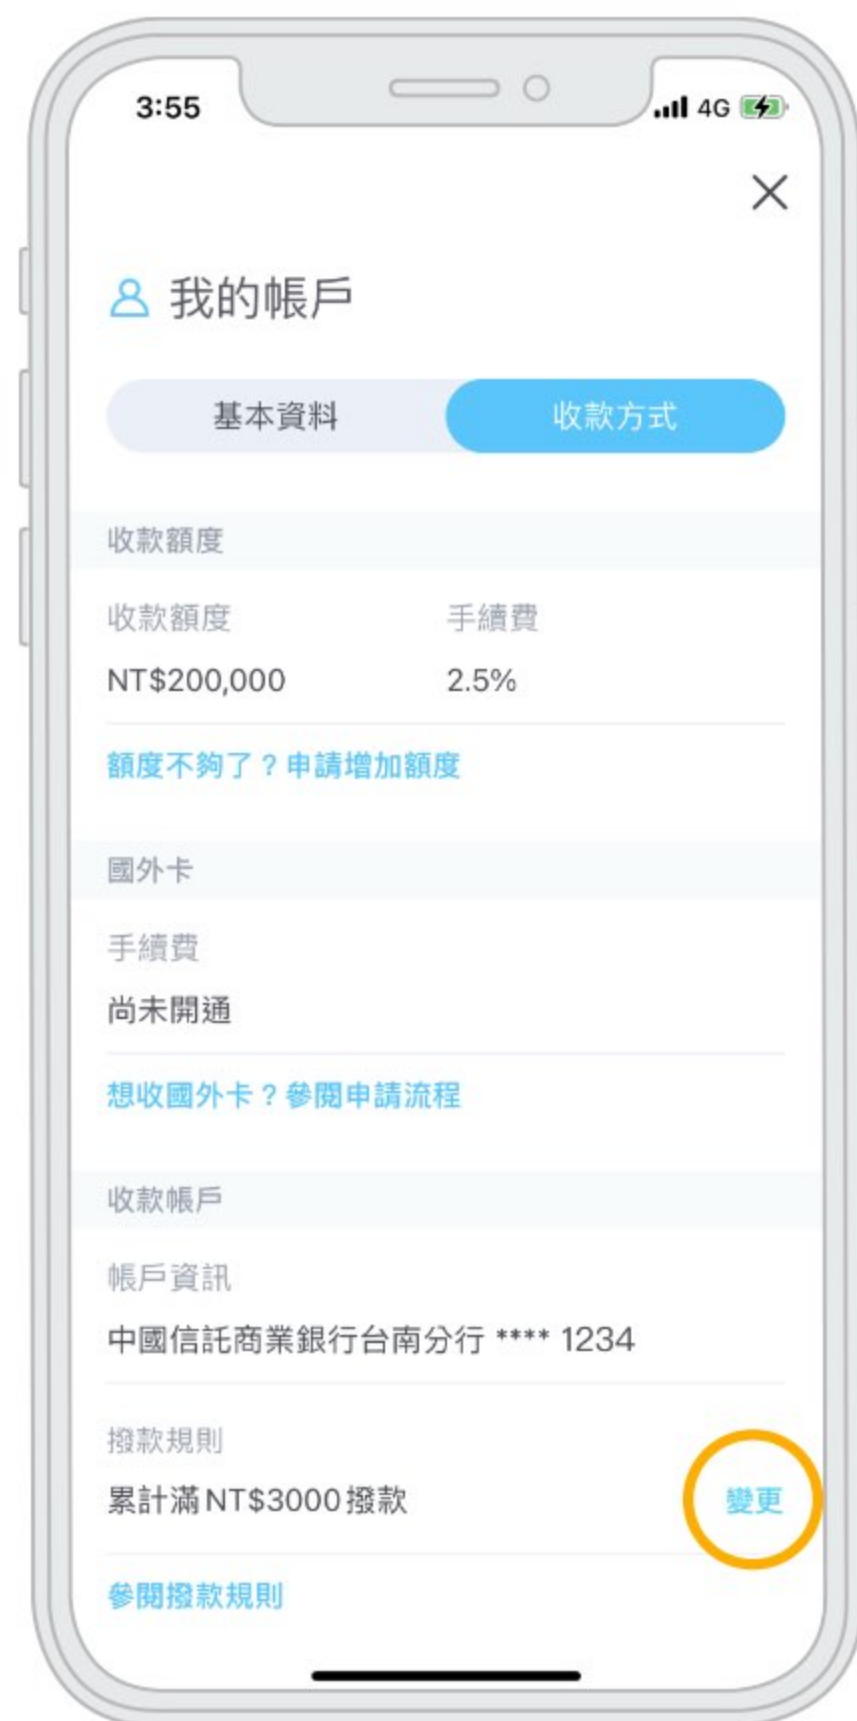 3:55
4G
我的帳戶
基本資料 收款方式
收款額度
收款額度 手續費
NT$200,000 2.5%
額度不夠了？申請增加額度
國外卡
手續費
尚未開通
想收國外卡？參閱申請流程
收款帳戶
帳戶資訊
中國信託商業銀行台南分行 **** 1234
撥款規則
累計滿NT$3000撥款 變更
參閱撥款規則